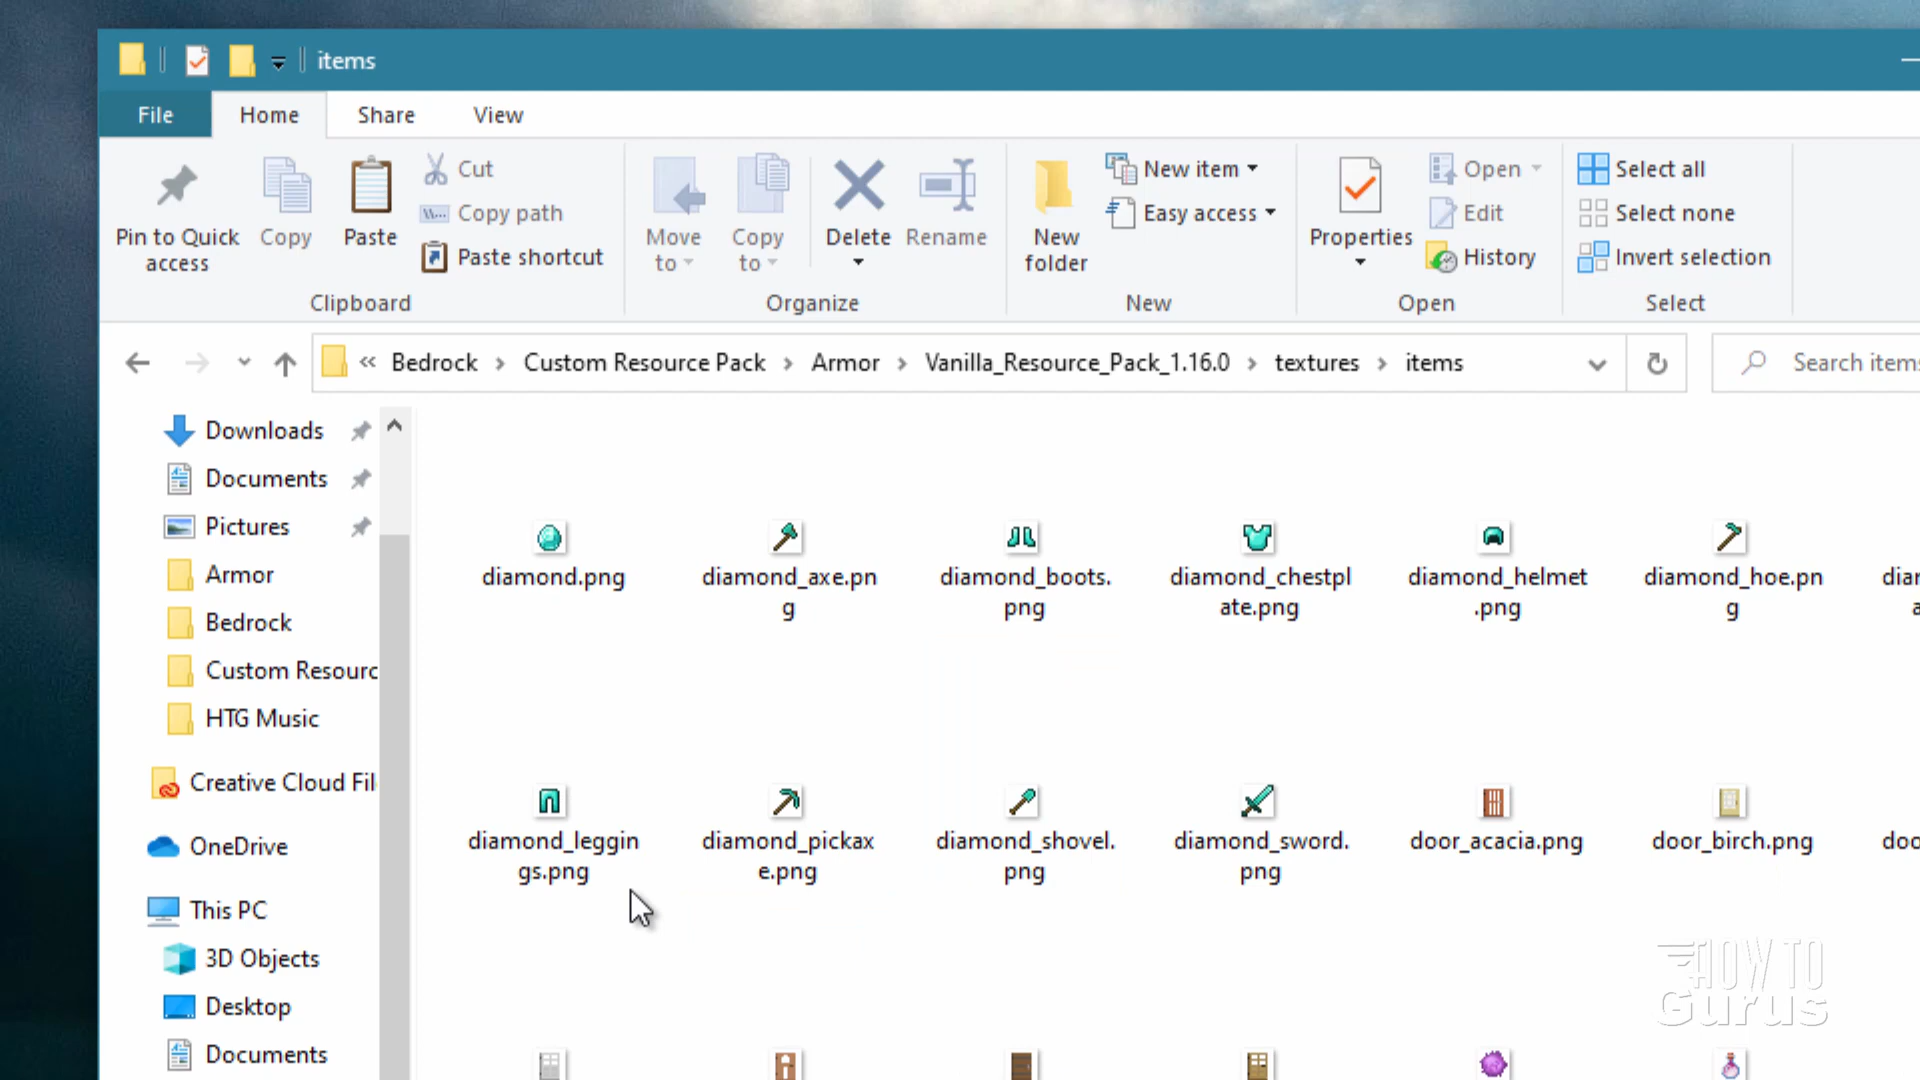 items
File Home Share View
Pin to Quick access
Copy
Paste
Cut
Copy path
Paste shortcut
Clipboard
Move to
Copy to
Delete
Rename
Organize
New folder
New item
Easy access
New
Properties
Open
Edit
History
Open
Select all
Select none
Invert selection
Select
« Bedrock › Custom Resource Pack › Armor › Vanilla_Resource_Pack_1.16.0 › textures › items
Search items
Downloads
Documents
Pictures
Armor
Bedrock
Custom Resourc
HTG Music
Creative Cloud Fil
OneDrive
This PC
3D Objects
Desktop
Documents
diamond.png
diamond_axe.pn
g
diamond_boots.
png
diamond_chestpl
ate.png
diamond_helmet
.png
diamond_hoe.pn
g
diamond_leggin
gs.png
diamond_pickax
e.png
diamond_shovel.
png
diamond_sword.
png
door_acacia.png
door_birch.png
HOW TO
Gurus